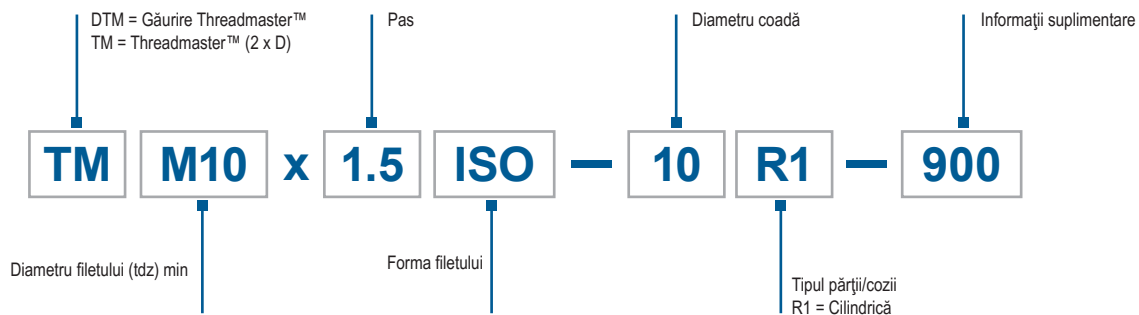 DTM = Găurire Threadmaster™
TM = Threadmaster™ (2 x D)
Pas
Diametru coadă
Informaţii suplimentare
TM M10 x 1.5 ISO — 10 R1 — 900
Diametru filetului (tdz) min
Forma filetului
Tipul părţii/cozii
R1 = Cilindrică